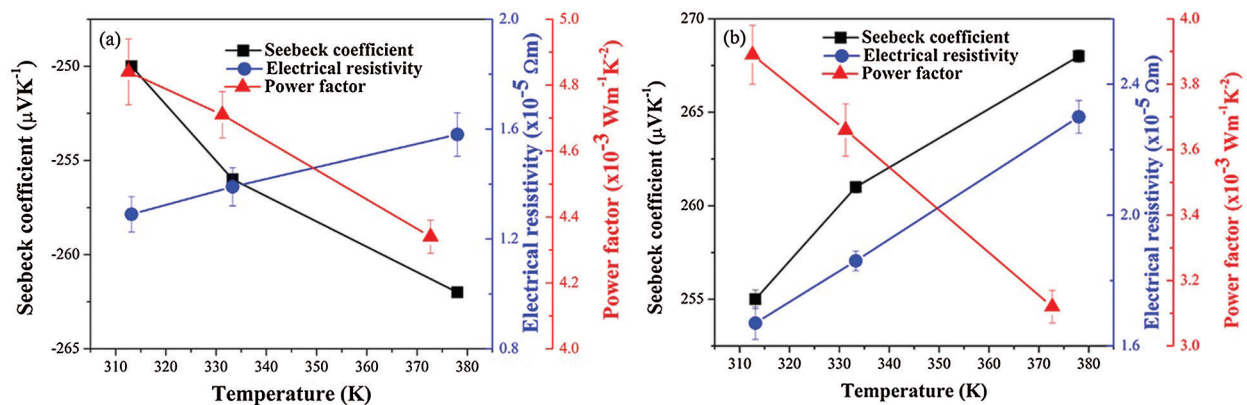 (a)
Seebeck coefficient
Electrical resistivity
Power factor
Seebeck coefficient (μVK⁻¹)
-250
-255
-260
-265
310 320 330 340 350 360 370 380
Temperature (K)
2.0
1.6
1.2
0.8
Electrical resistivity (x10⁻⁵ Ωm)
5.0
4.8
4.6
4.4
4.2
4.0
Power factor (x10⁻³ Wm⁻¹K⁻²)
(b)
Seebeck coefficient
Electrical resistivity
Power factor
Seebeck coefficient (μVK⁻¹)
270
265
260
255
310 320 330 340 350 360 370 380
Temperature (K)
2.4
2.0
1.6
Electrical resistivity (x10⁻⁵ Ωm)
4.0
3.8
3.6
3.4
3.2
3.0
Power factor (x10⁻³ Wm⁻¹K⁻²)